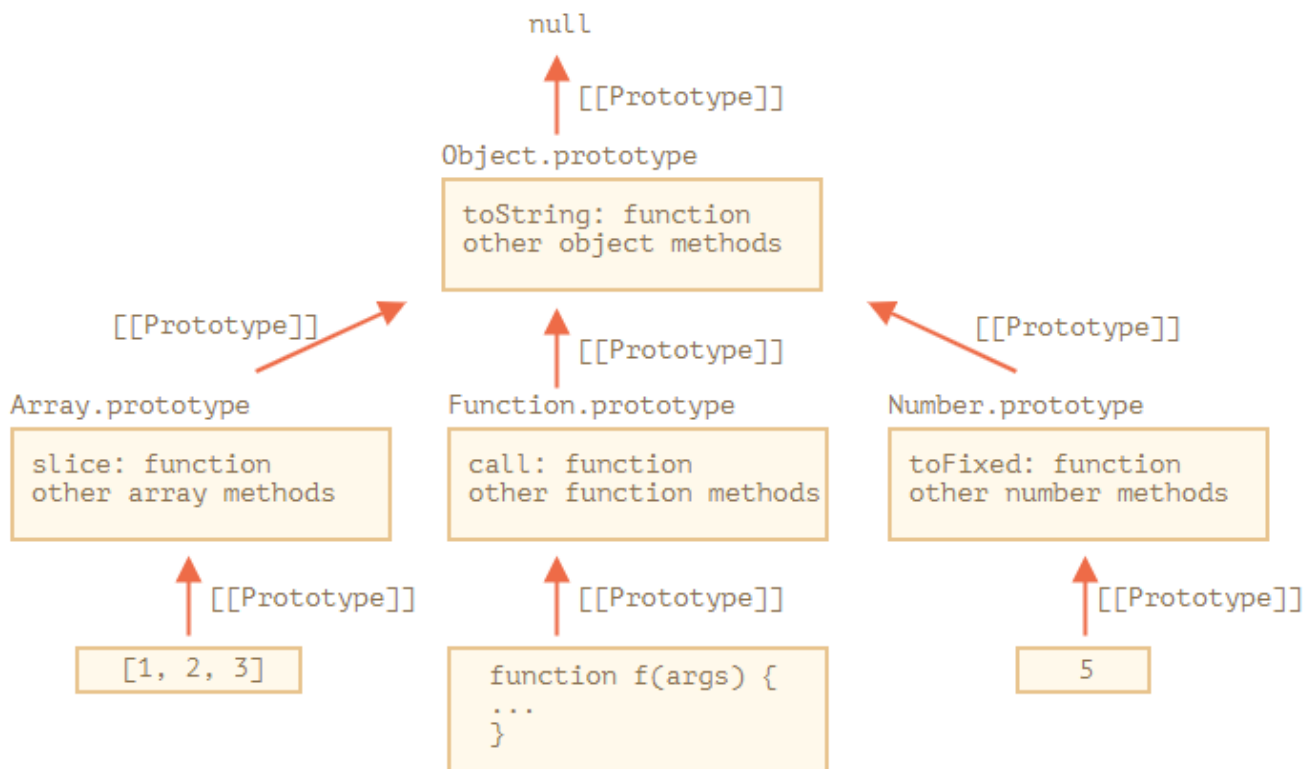 null
[[Prototype]]
Object.prototype
toString: function
other object methods
[[Prototype]]
[[Prototype]]
[[Prototype]]
Array.prototype
slice: function
other array methods
Function.prototype
call: function
other function methods
Number.prototype
toFixed: function
other number methods
[[Prototype]]
[[Prototype]]
[[Prototype]]
[1, 2, 3]
function f(args) {
...
}
5